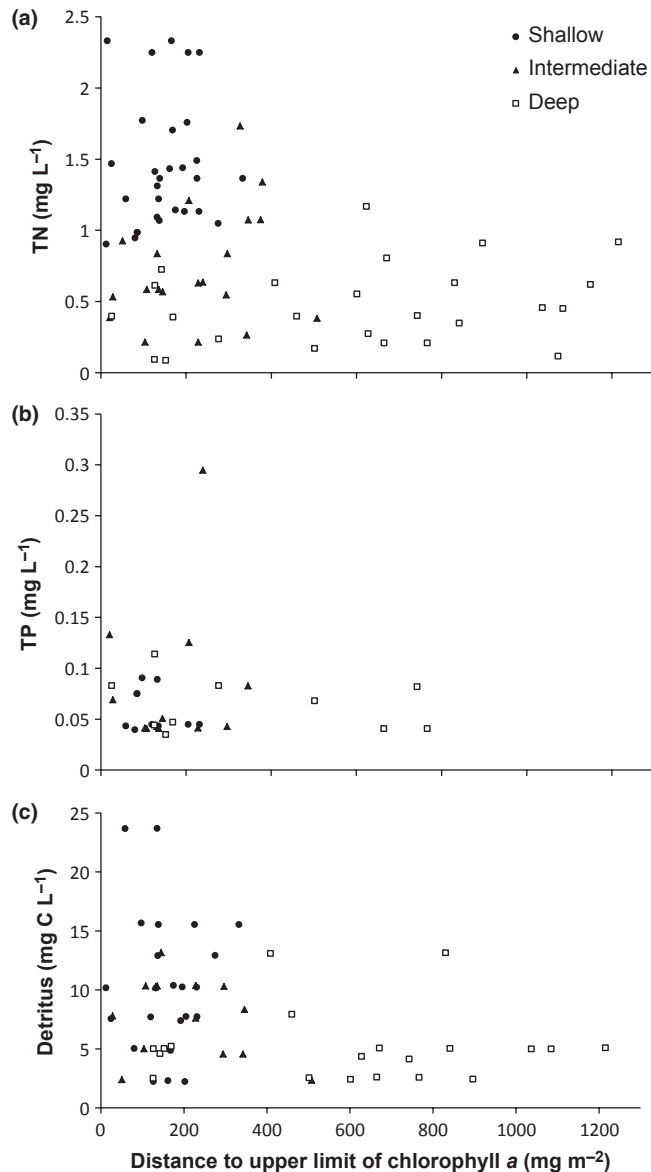 (a)
2.5
2
1.5
1
0.5
0
TN (mg L⁻¹)
Shallow
Intermediate
Deep
(b)
0.35
0.3
0.25
0.2
0.15
0.1
0.05
0
TP (mg L⁻¹)
(c)
25
20
15
10
5
0
Detritus (mg C L⁻¹)
0 200 400 600 800 1000 1200
Distance to upper limit of chlorophyll a (mg m⁻²)